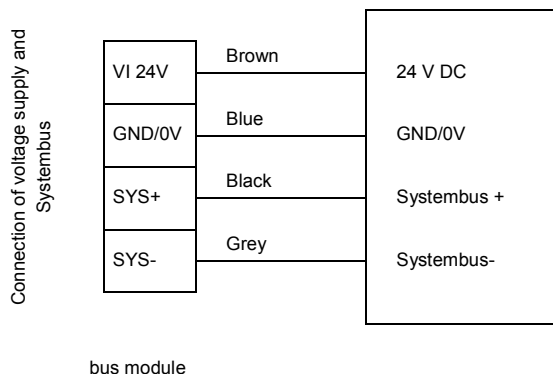 Connection of voltage supply and
Systembus
VI 24V
Brown
24 V DC
GND/0V
Blue
GND/0V
SYS+
Black
Systembus +
SYS-
Grey
Systembus-
bus module